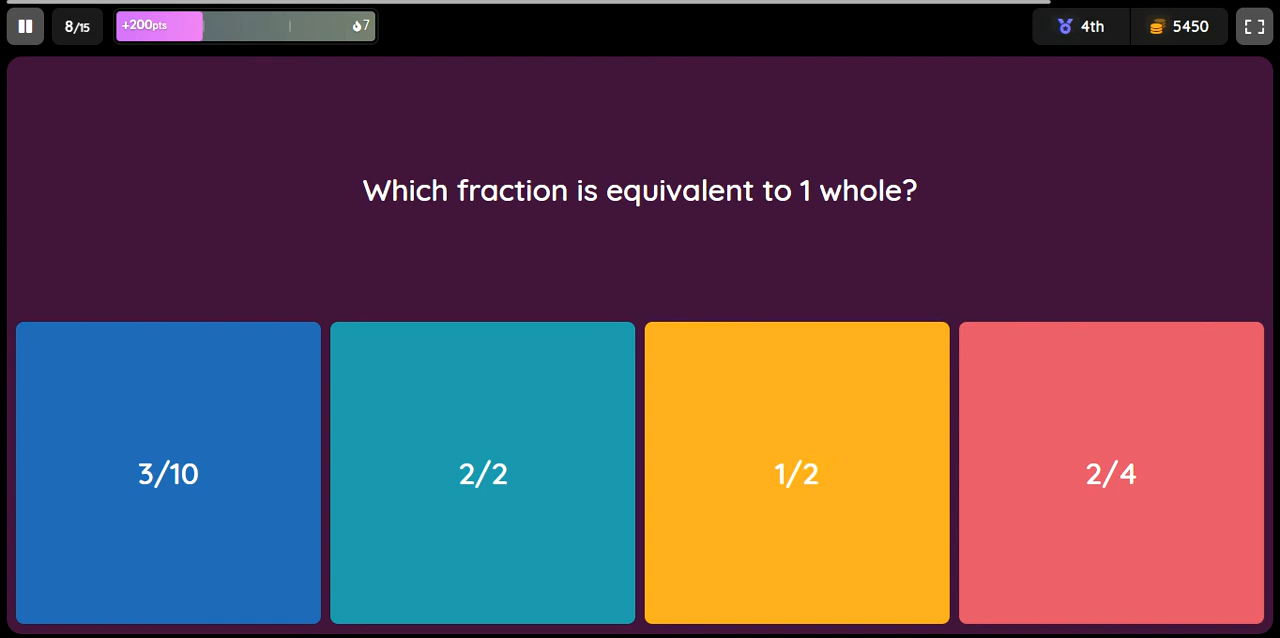 8/15
+200pts
7
4th
5450
Which fraction is equivalent to 1 whole?
3/10
2/2
1/2
2/4